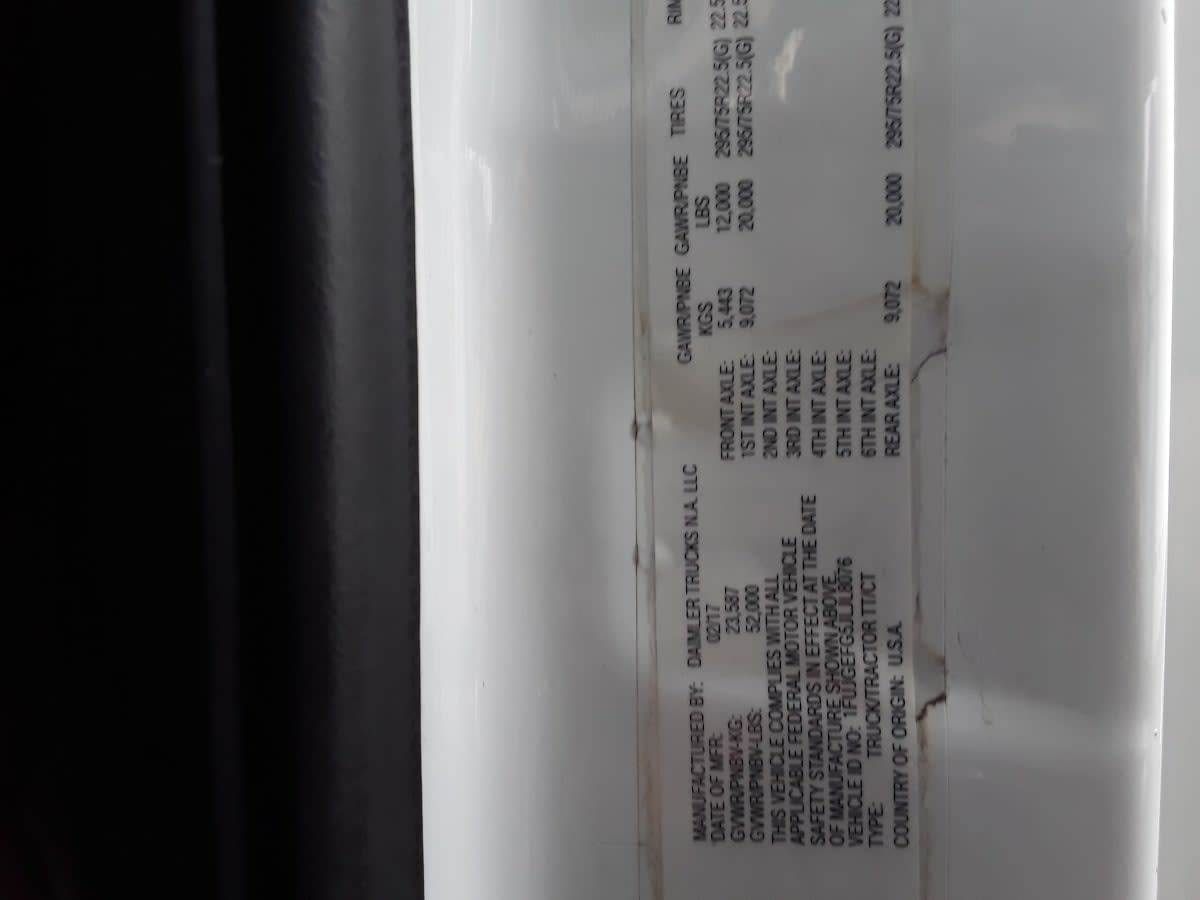 MANUFACTURED BY: DAIMLER TRUCKS N.A. LLC
DATE OF MFR: 02/17
GVWR/PNBV-KG: 23,587
GVWR/PNBV-LBS: 52,000
THIS VEHICLE COMPLIES WITH ALL
APPLICABLE FEDERAL MOTOR VEHICLE
SAFETY STANDARDS IN EFFECT AT THE DATE
OF MANUFACTURE SHOWN ABOVE.
VEHICLE ID NO:
TYPE: TRUCK/TRACTOR TT/CT
COUNTRY OF ORIGIN: U.S.A.
GAWR/PNBE GAWR/PNBE TIRES
KGS LBS
FRONT AXLE: 5,443 12,000 295/75R22.5(G)
1ST INT AXLE: 9,072 20,000 295/75R22.5(G)
2ND INT AXLE:
3RD INT AXLE:
4TH INT AXLE:
5TH INT AXLE:
6TH INT AXLE:
REAR AXLE: 9,072 20,000 295/75R22.5(G)